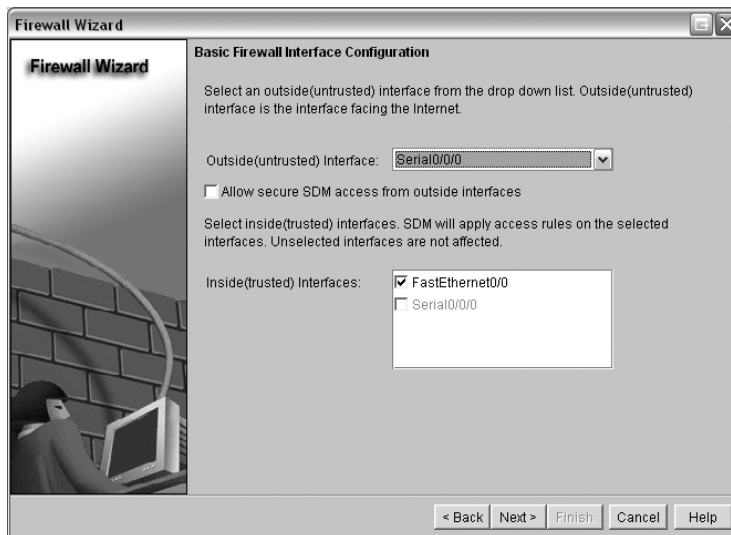 Firewall Wizard
Firewall Wizard
Basic Firewall Interface Configuration
Select an outside(untrusted) interface from the drop down list. Outside(untrusted)
interface is the interface facing the Internet.
Outside(untrusted) Interface: Serial0/0/0
Allow secure SDM access from outside interfaces
Select inside(trusted) interfaces. SDM will apply access rules on the selected
interfaces. Unselected interfaces are not affected.
Inside(trusted) Interfaces: FastEthernet0/0
Serial0/0/0
< Back Next > Finish Cancel Help